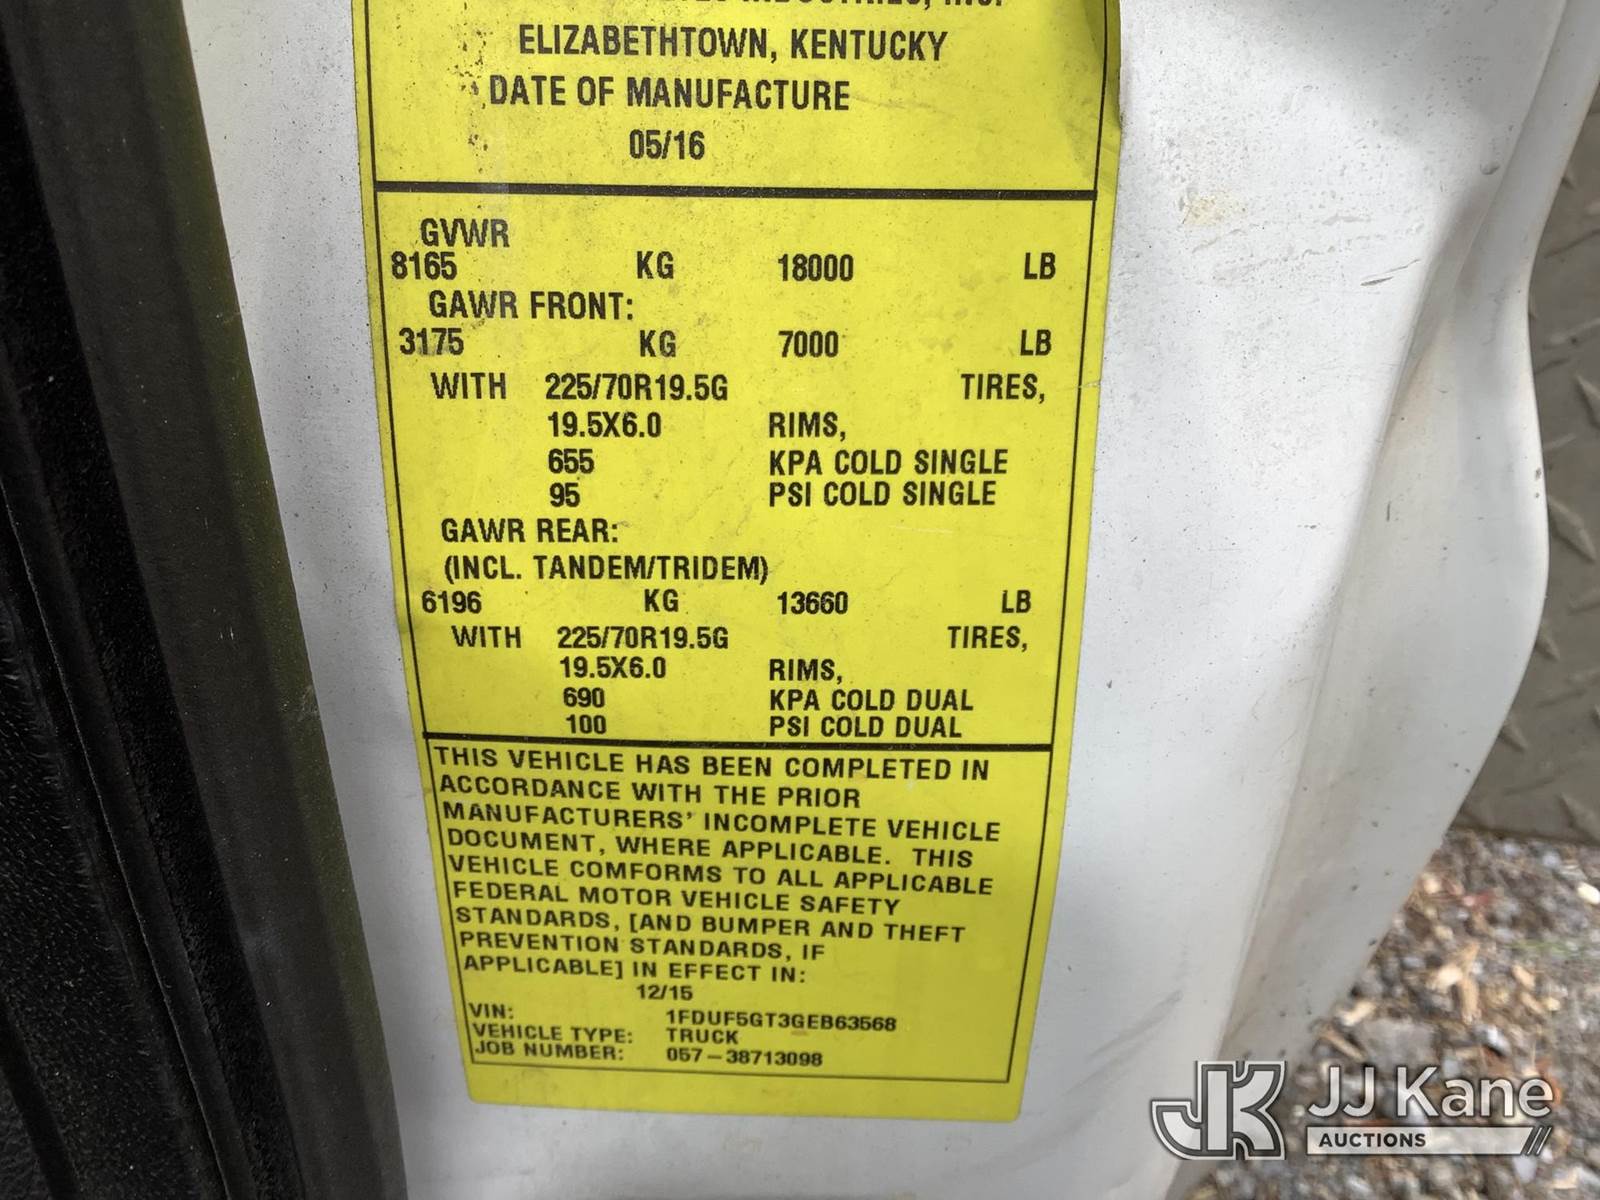 INDUSTRIES, INC.
ELIZABETHTOWN, KENTUCKY
DATE OF MANUFACTURE
05/16
GVWR
8165 KG 18000 LB
GAWR FRONT:
3175 KG 7000 LB
WITH 225/70R19.5G TIRES,
19.5X6.0 RIMS,
655 KPA COLD SINGLE
95 PSI COLD SINGLE
GAWR REAR:
(INCL. TANDEM/TRIDEM)
6196 KG 13660 LB
WITH 225/70R19.5G TIRES,
19.5X6.0 RIMS,
690 KPA COLD DUAL
100 PSI COLD DUAL
THIS VEHICLE HAS BEEN COMPLETED IN
ACCORDANCE WITH THE PRIOR
MANUFACTURERS' INCOMPLETE VEHICLE
DOCUMENT, WHERE APPLICABLE. THIS
VEHICLE COMFORMS TO ALL APPLICABLE
FEDERAL MOTOR VEHICLE SAFETY
STANDARDS, [AND BUMPER AND THEFT
PREVENTION STANDARDS, IF
APPLICABLE] IN EFFECT IN:
12/15
VIN: 1FDUF5GT3GEB63568
VEHICLE TYPE: TRUCK
JOB NUMBER: 057-38713098
JK JJ Kane
AUCTIONS